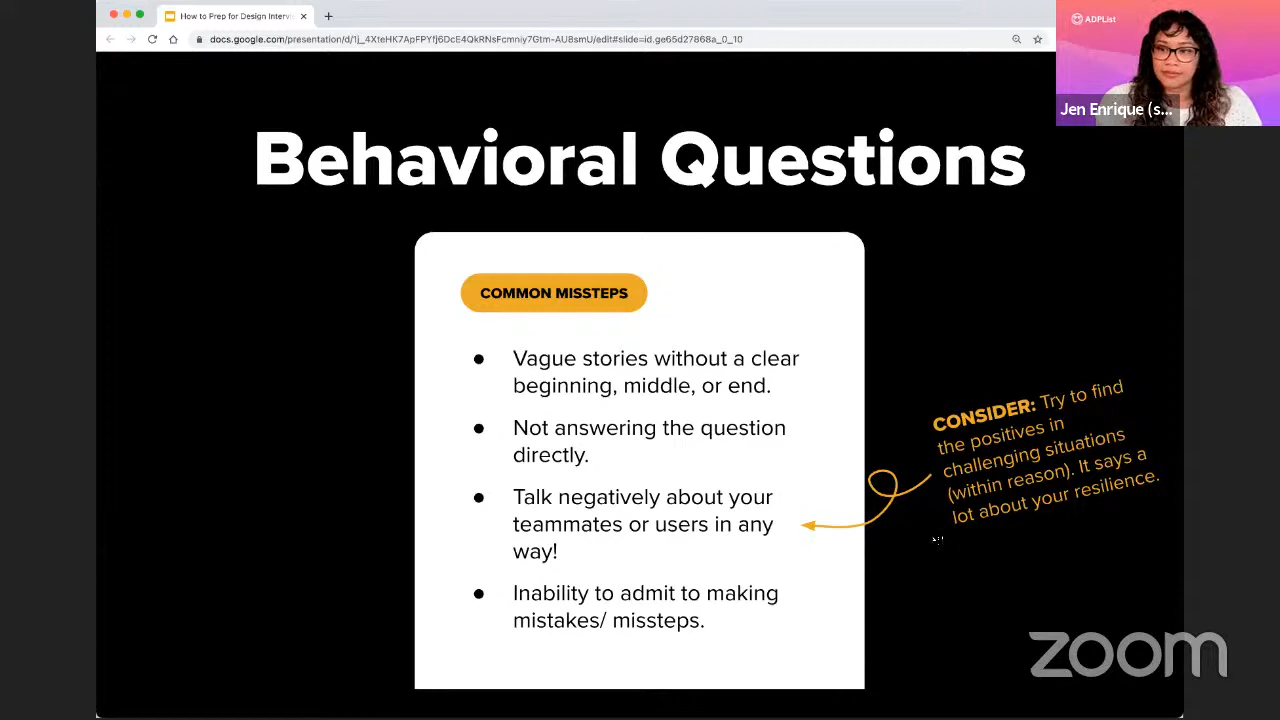 How to Prep for Design Intervi
docs.google.com/presentation/d/1j_4XteHK7ApFPYfj6DcE4QkRNsFcmniy7Gtm-AU8smU/edit#slide=id.ge65d27868a_0_10
ADPList
Jen Enrique (s...
Behavioral Questions
COMMON MISSTEPS
● Vague stories without a clear
beginning, middle, or end.
● Not answering the question
directly.
● Talk negatively about your
teammates or users in any
way!
● Inability to admit to making
mistakes/ missteps.
CONSIDER: Try to find
the positives in
challenging situations
(within reason). It says a
lot about your resilience.
zoom